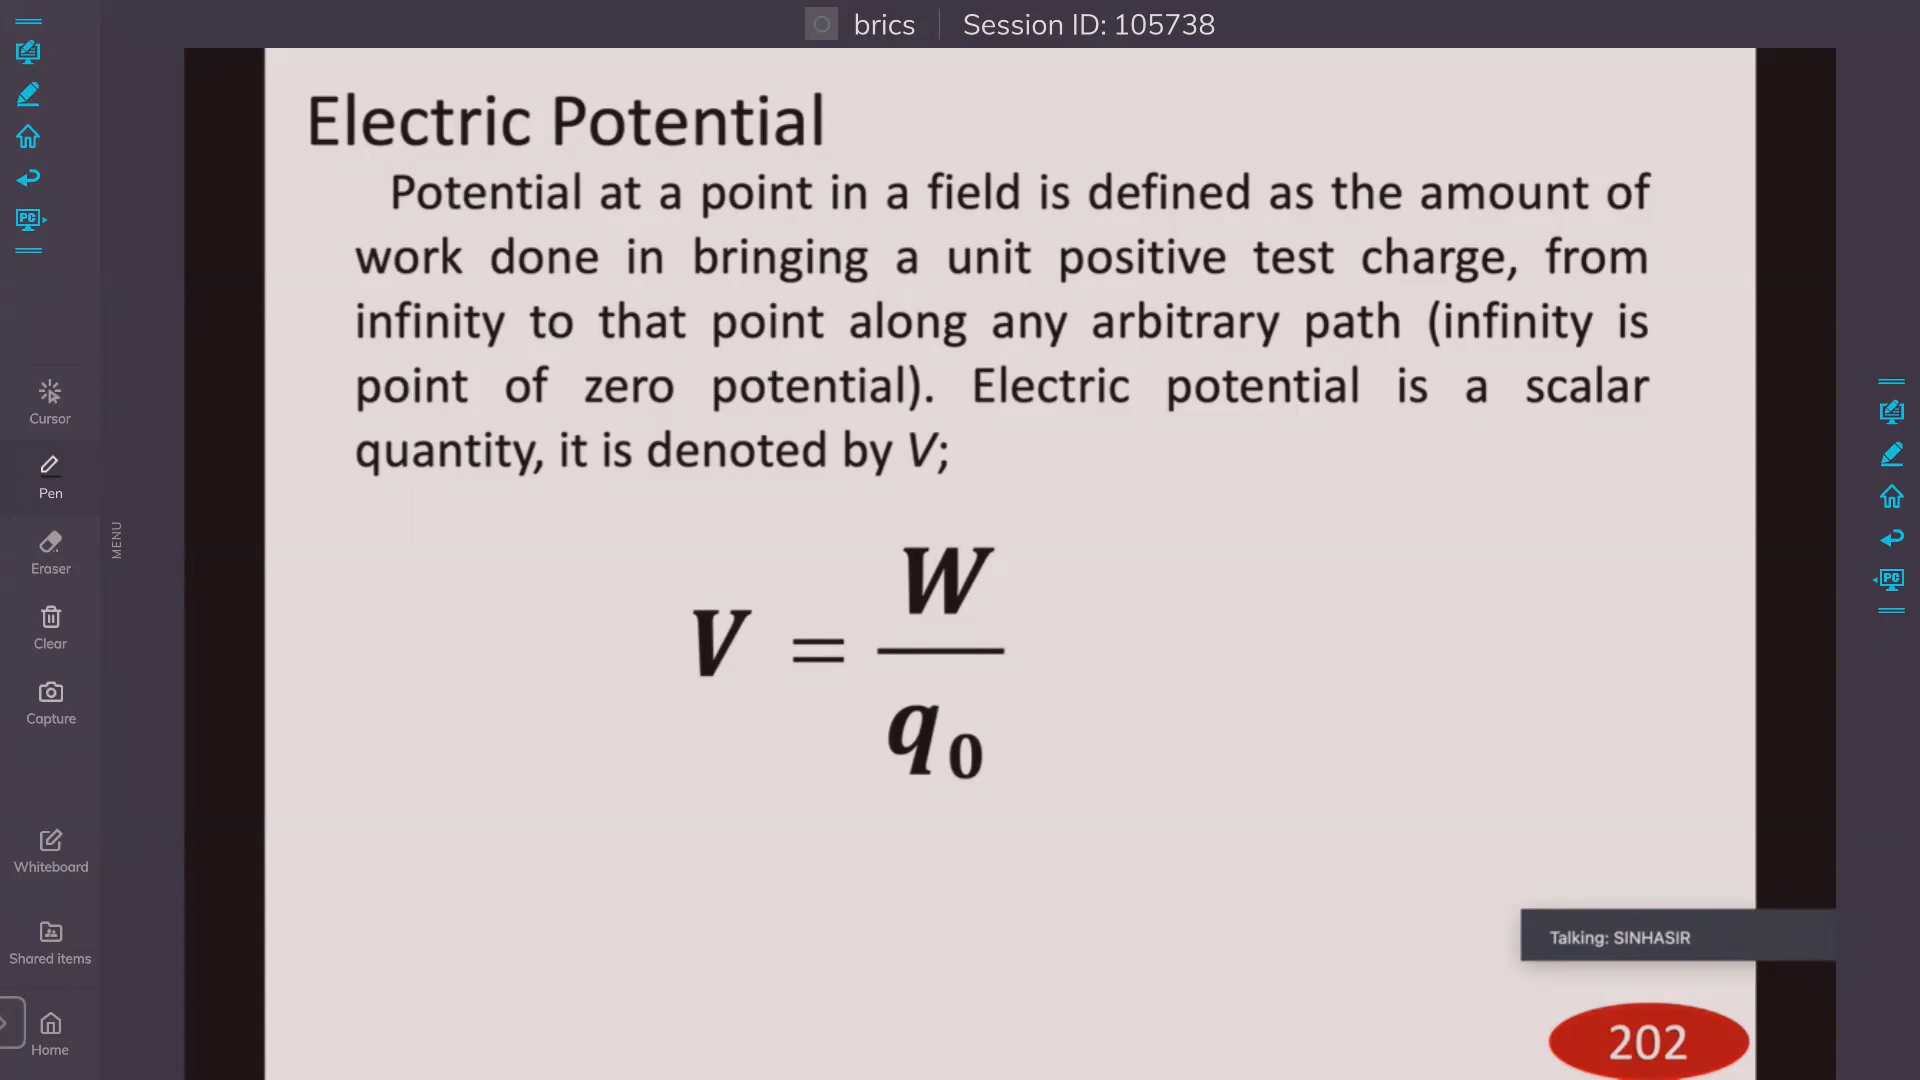 brics
Session ID: 105738
Electric Potential
Potential at a point in a field is defined as the amount of
work done in bringing a unit positive test charge, from
infinity to that point along any arbitrary path (infinity is
point of zero potential). Electric potential is a scalar
quantity, it is denoted by V;
V = W / q₀
PC
Cursor
Pen
Eraser
Clear
Capture
MENU
Whiteboard
Shared items
Home
PC
Talking: SINHASIR
202